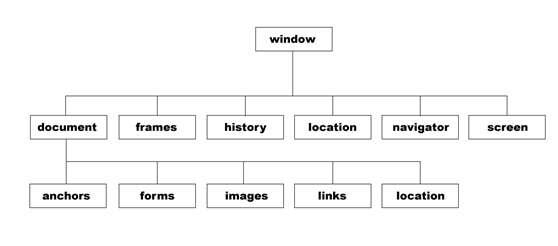 window
document frames history location navigator screen
anchors forms images links location